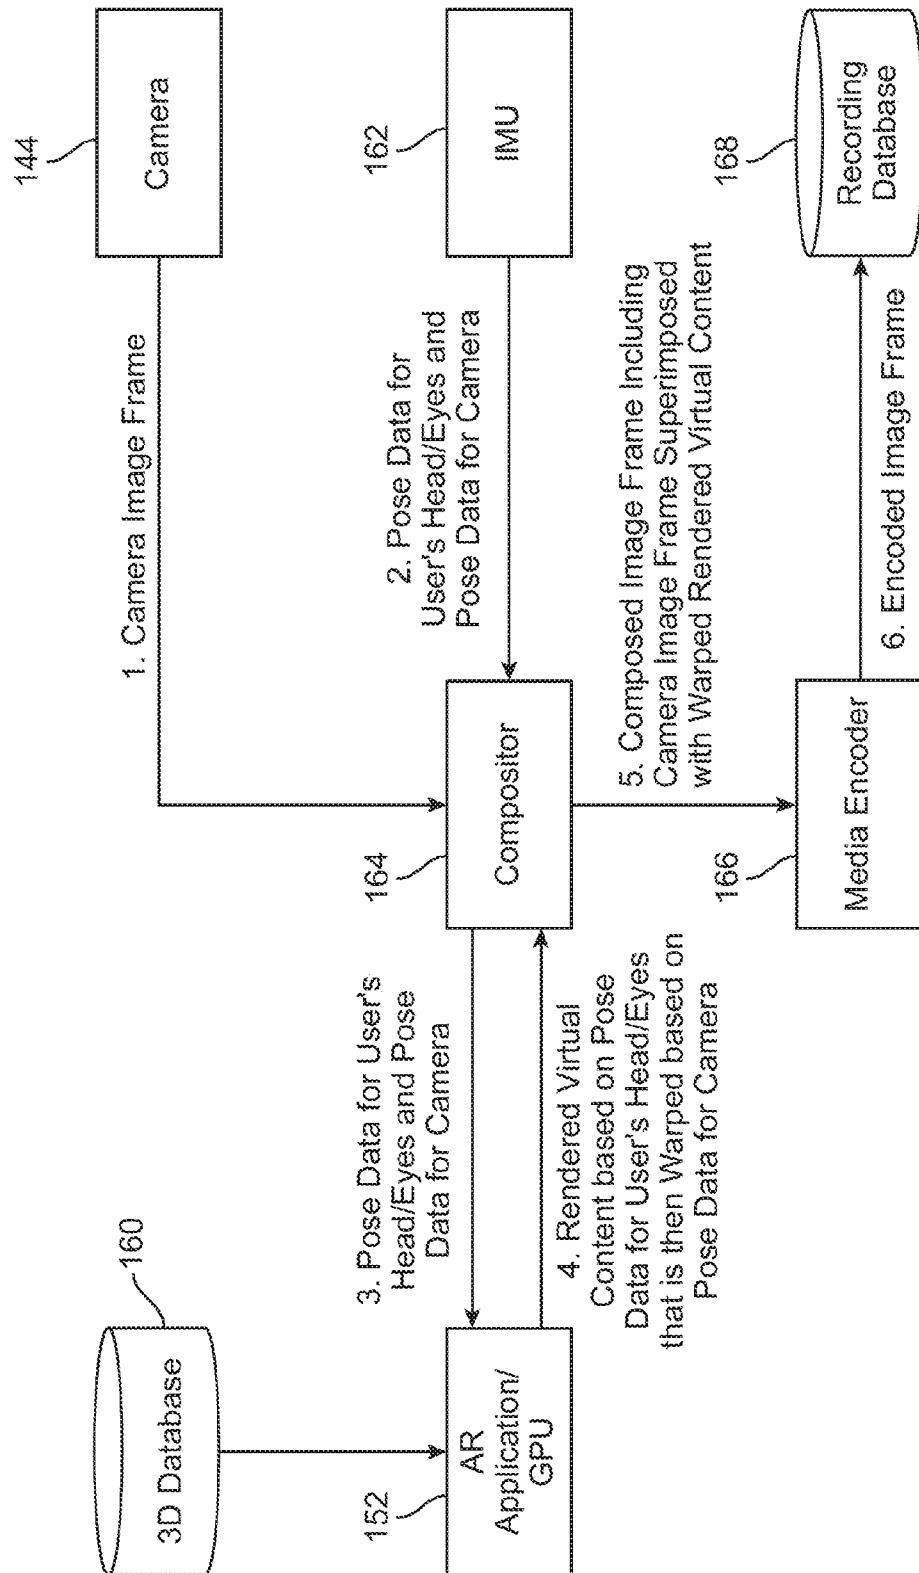 160
3D Database
152
AR
Application/
GPU
3. Pose Data for User's
Head/Eyes and Pose
Data for Camera
4. Rendered Virtual
Content based on Pose
Data for User's Head/Eyes
that is then Warped based on
Pose Data for Camera
1. Camera Image Frame
144
Camera
164
Compositor
2. Pose Data for
User's Head/Eyes and
Pose Data for Camera
162
IMU
5. Composed Image Frame Including
Camera Image Frame Superimposed
with Warped Rendered Virtual Content
166
Media Encoder
6. Encoded Image Frame
168
Recording
Database